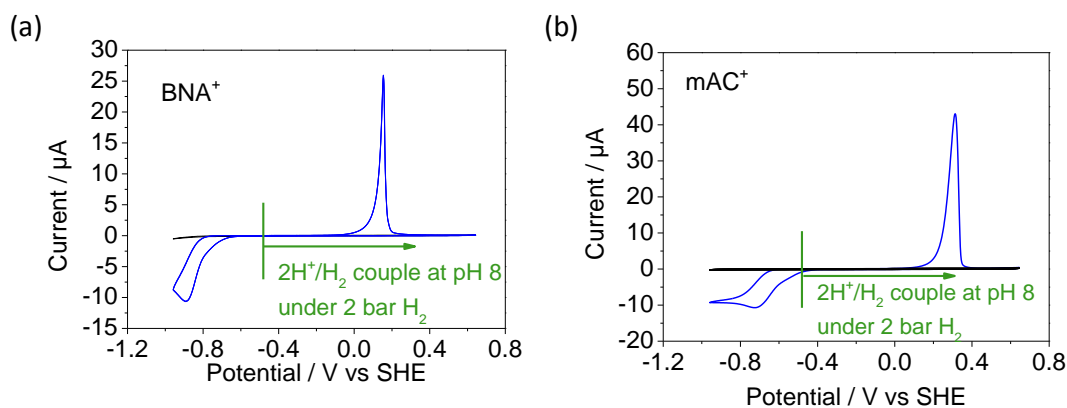 (a)
30
25
20
15
10
5
0
-5
-10
-15
Current / µA
BNA⁺
2H⁺/H₂ couple at pH 8
under 2 bar H₂
-1.2
-0.8
-0.4
0.0
0.4
0.8
Potential / V vs SHE
(b)
60
50
40
30
20
10
0
-10
-20
Current / µA
mAC⁺
2H⁺/H₂ couple at pH 8
under 2 bar H₂
-1.2
-0.8
-0.4
0.0
0.4
0.8
Potential / V vs SHE